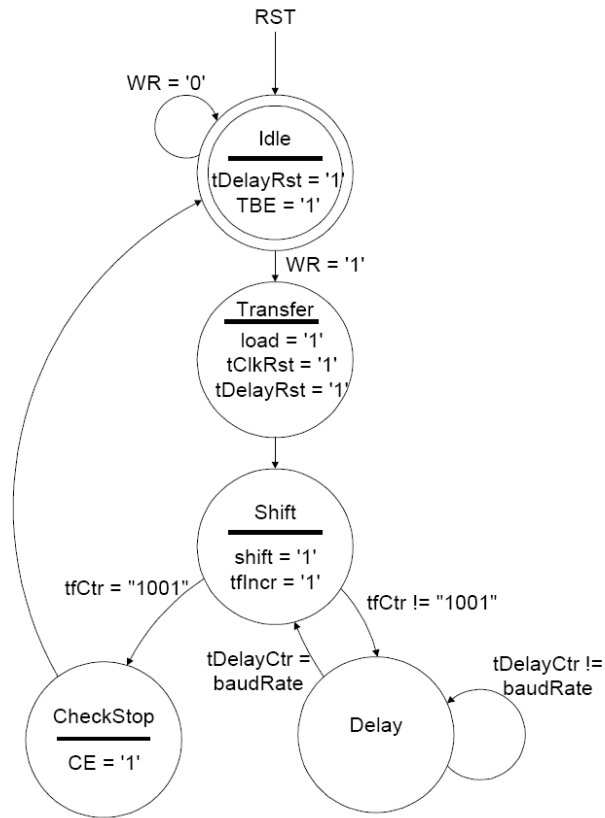 RST
WR = '0'
Idle
tDelayRst = '1'
TBE = '1'
WR = '1'
Transfer
load = '1'
tClkRst = '1'
tDelayRst = '1'
Shift
shift = '1'
tfIncr = '1'
tfCtr = "1001"
tfCtr != "1001"
tDelayCtr =
baudRate
tDelayCtr !=
baudRate
CheckStop
CE = '1'
Delay